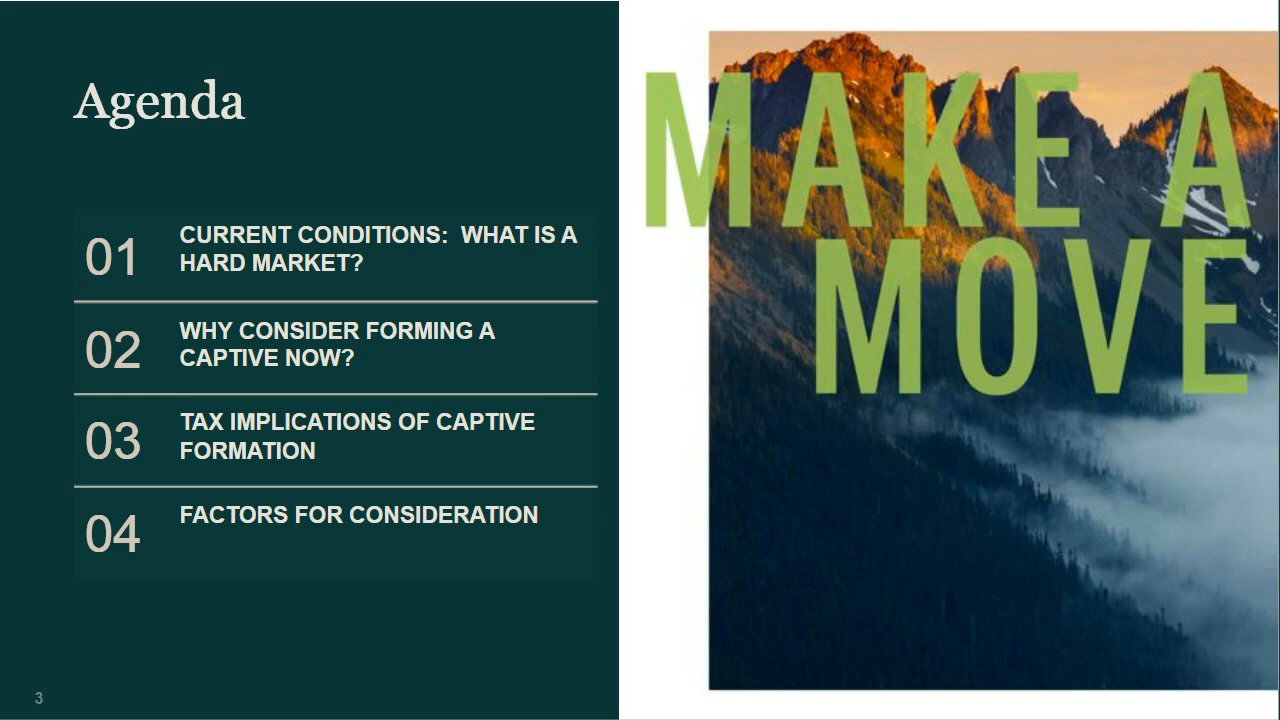 Agenda
01
CURRENT CONDITIONS:  WHAT IS A
HARD MARKET?
02
WHY CONSIDER FORMING A
CAPTIVE NOW?
03
TAX IMPLICATIONS OF CAPTIVE
FORMATION
04
FACTORS FOR CONSIDERATION
3
MAKE A
MOVE